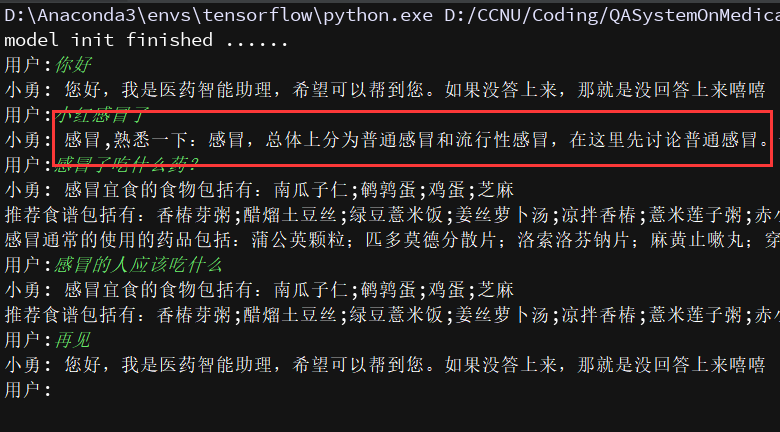 D:\Anaconda3\envs\tensorflow\python.exe D:/CCNU/Coding/QASystemOnMedica
model init finished ......
用户:你好
小勇: 您好，我是医药智能助理，希望可以帮到您。如果没答上来，那就是没回答上来嘻嘻
用户:小红感冒了
小勇: 感冒,熟悉一下：感冒，总体上分为普通感冒和流行性感冒，在这里先讨论普通感冒。
用户:感冒了吃什么药?
小勇: 感冒宜食的食物包括有：南瓜子仁;鹌鹑蛋;鸡蛋;芝麻
推荐食谱包括有：香椿芽粥;醋熘土豆丝;绿豆薏米饭;姜丝萝卜汤;凉拌香椿;薏米莲子粥;赤小
感冒通常的使用的药品包括：蒲公英颗粒；匹多莫德分散片；洛索洛芬钠片；麻黄止嗽丸；穿
用户:感冒的人应该吃什么
小勇: 感冒宜食的食物包括有：南瓜子仁;鹌鹑蛋;鸡蛋;芝麻
推荐食谱包括有：香椿芽粥;醋熘土豆丝;绿豆薏米饭;姜丝萝卜汤;凉拌香椿;薏米莲子粥;赤小
用户:再见
小勇: 您好，我是医药智能助理，希望可以帮到您。如果没答上来，那就是没回答上来嘻嘻
用户: